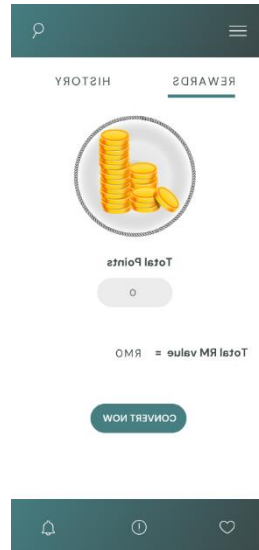 REWARDS HISTORY
Total Points
0
Total RM value = RM0
CONVERT NOW